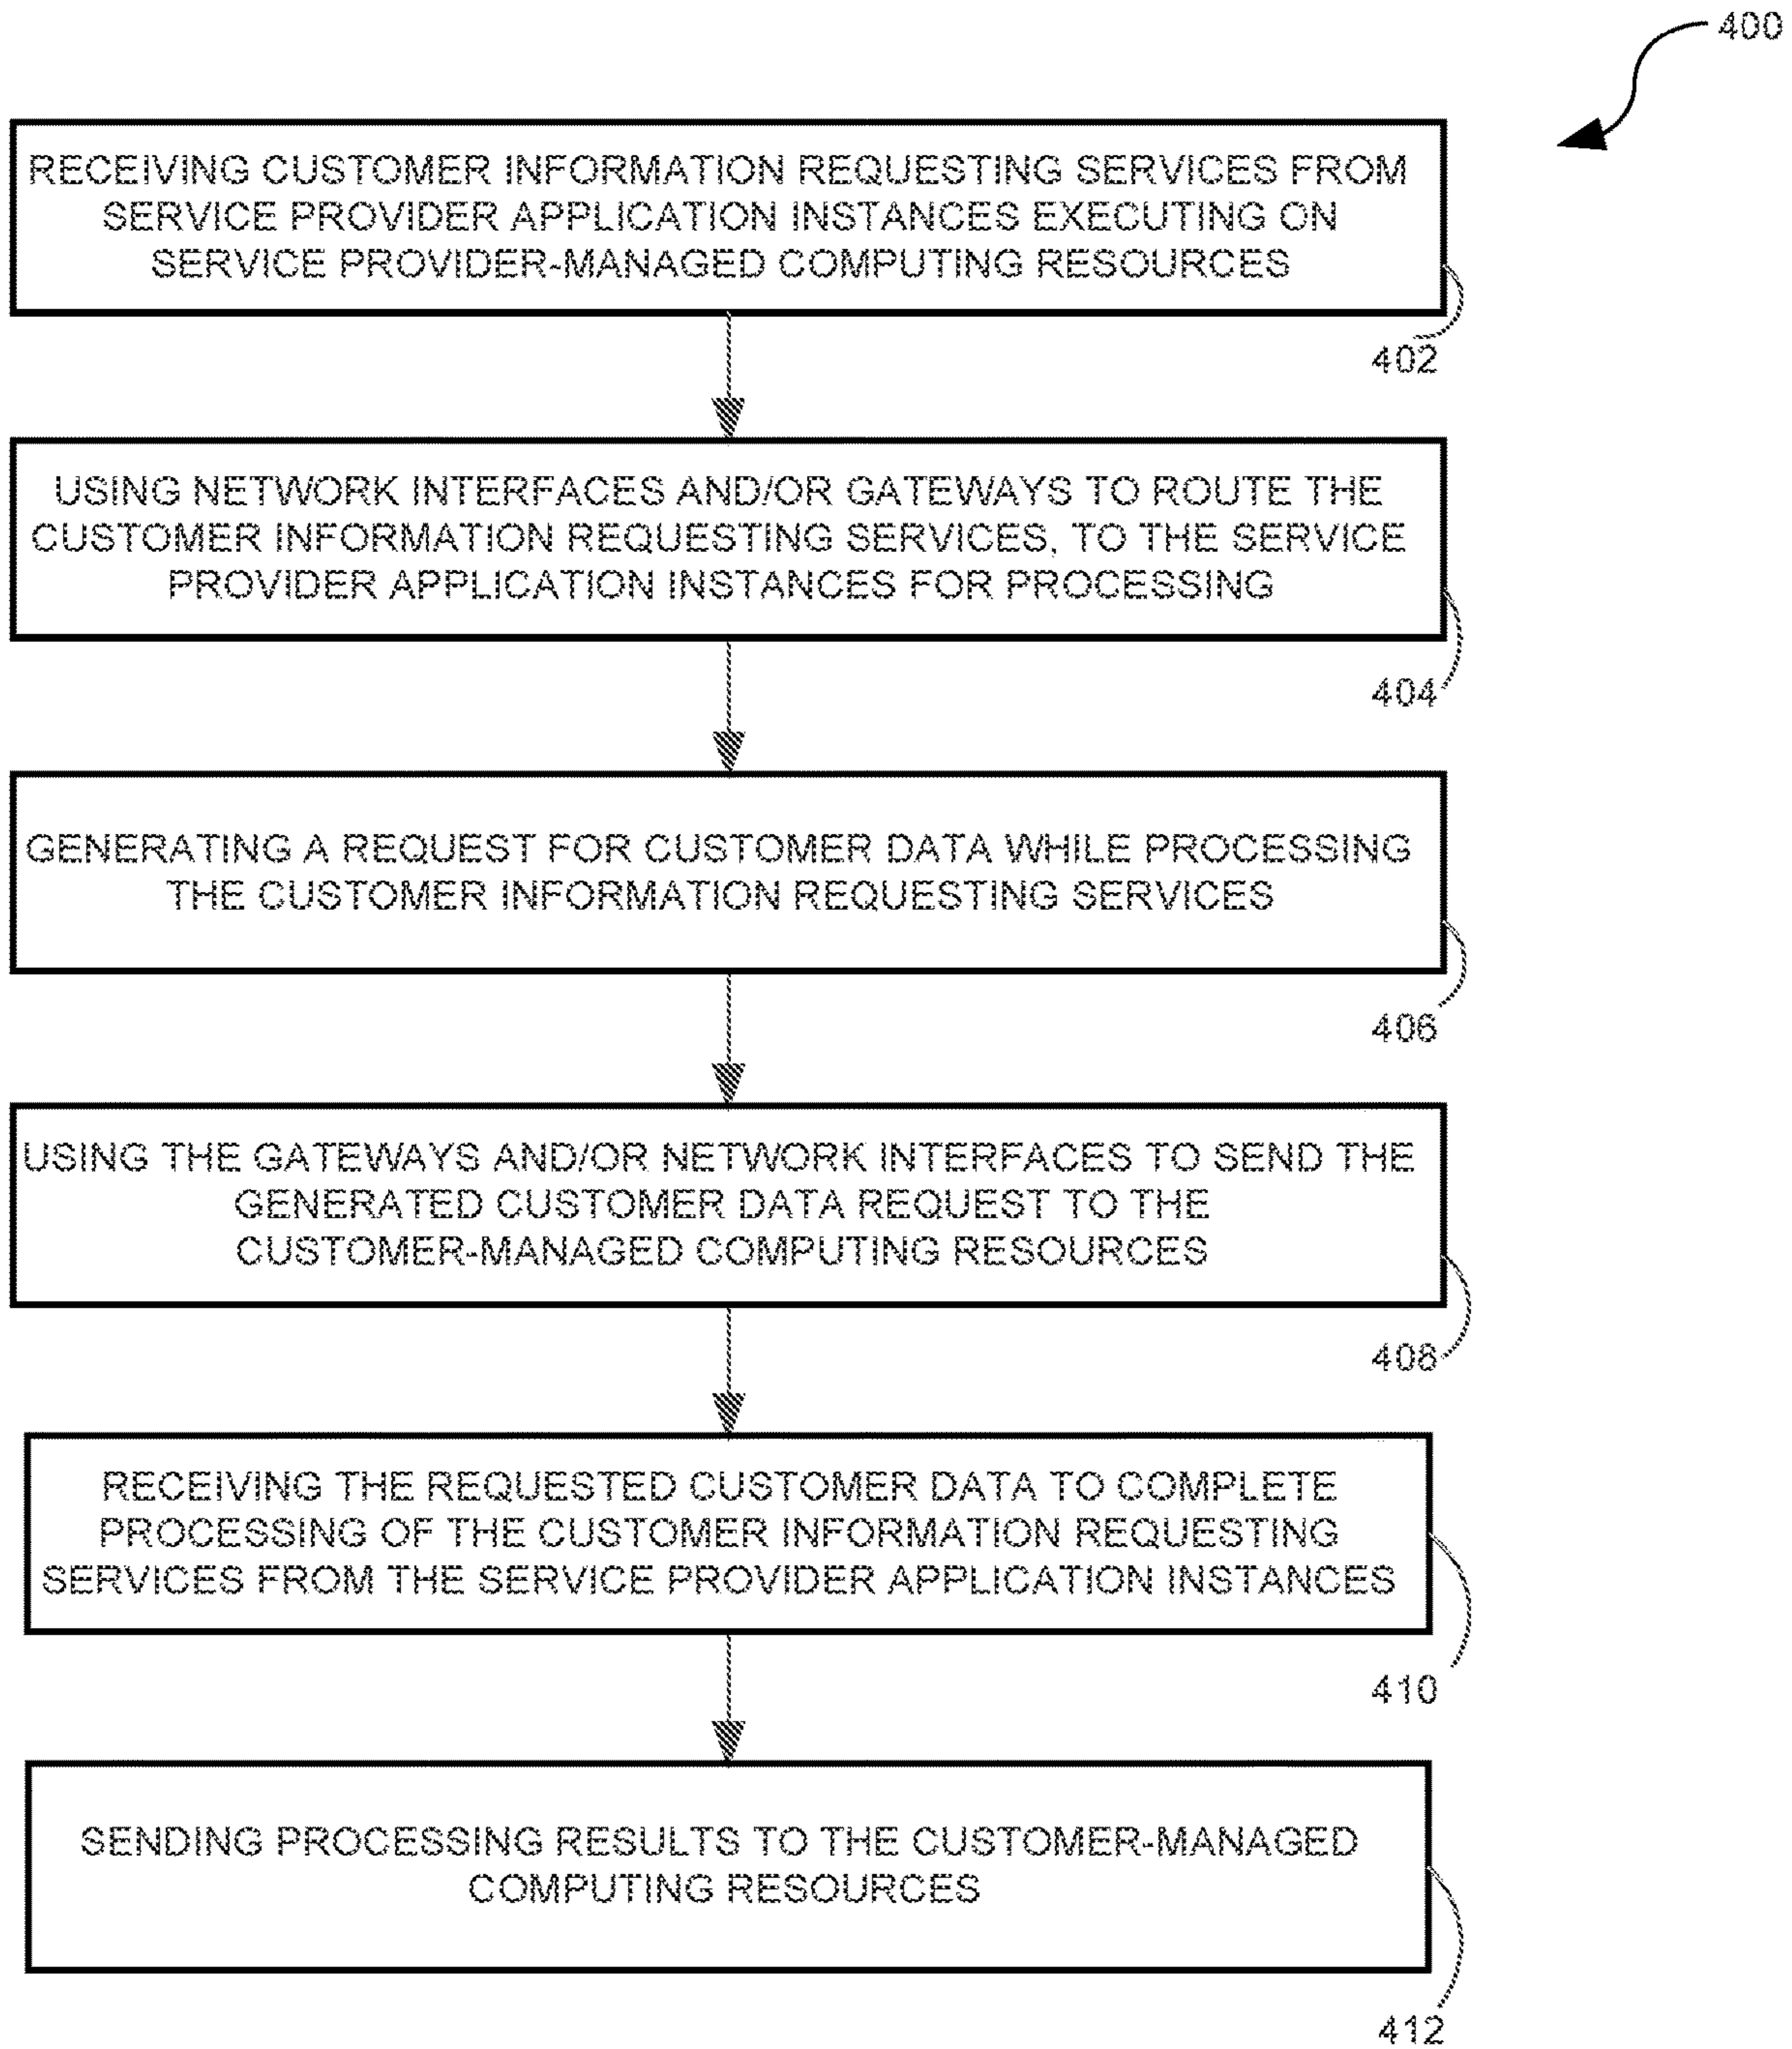 400
RECEIVING CUSTOMER INFORMATION REQUESTING SERVICES FROM
SERVICE PROVIDER APPLICATION INSTANCES EXECUTING ON
SERVICE PROVIDER-MANAGED COMPUTING RESOURCES
402
USING NETWORK INTERFACES AND/OR GATEWAYS TO ROUTE THE
CUSTOMER INFORMATION REQUESTING SERVICES, TO THE SERVICE
PROVIDER APPLICATION INSTANCES FOR PROCESSING
404
GENERATING A REQUEST FOR CUSTOMER DATA WHILE PROCESSING
THE CUSTOMER INFORMATION REQUESTING SERVICES
406
USING THE GATEWAYS AND/OR NETWORK INTERFACES TO SEND THE
GENERATED CUSTOMER DATA REQUEST TO THE
CUSTOMER-MANAGED COMPUTING RESOURCES
408
RECEIVING THE REQUESTED CUSTOMER DATA TO COMPLETE
PROCESSING OF THE CUSTOMER INFORMATION REQUESTING
SERVICES FROM THE SERVICE PROVIDER APPLICATION INSTANCES
410
SENDING PROCESSING RESULTS TO THE CUSTOMER-MANAGED
COMPUTING RESOURCES
412